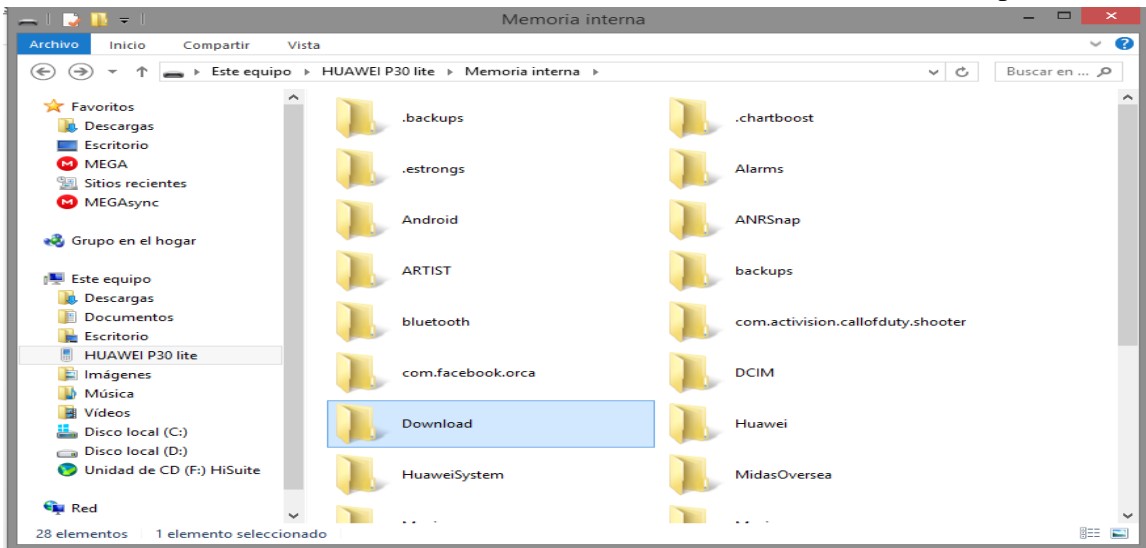 Memoria interna
Archivo Inicio Compartir Vista
Este equipo HUAWEI P30 lite Memoria interna Buscar en ...
Favoritos
Descargas
Escritorio
MEGA
Sitios recientes
MEGAsync
Grupo en el hogar
Este equipo
Descargas
Documentos
Escritorio
HUAWEI P30 lite
Imágenes
Música
Vídeos
Disco local (C:)
Disco local (D:)
Unidad de CD (F:) HiSuite
Red
.backups .chartboost
.estrongs Alarms
Android ANRSnap
ARTIST backups
bluetooth com.activision.callofduty.shooter
com.facebook.orca DCIM
Download Huawei
HuaweiSystem MidasOversea
28 elementos 1 elemento seleccionado